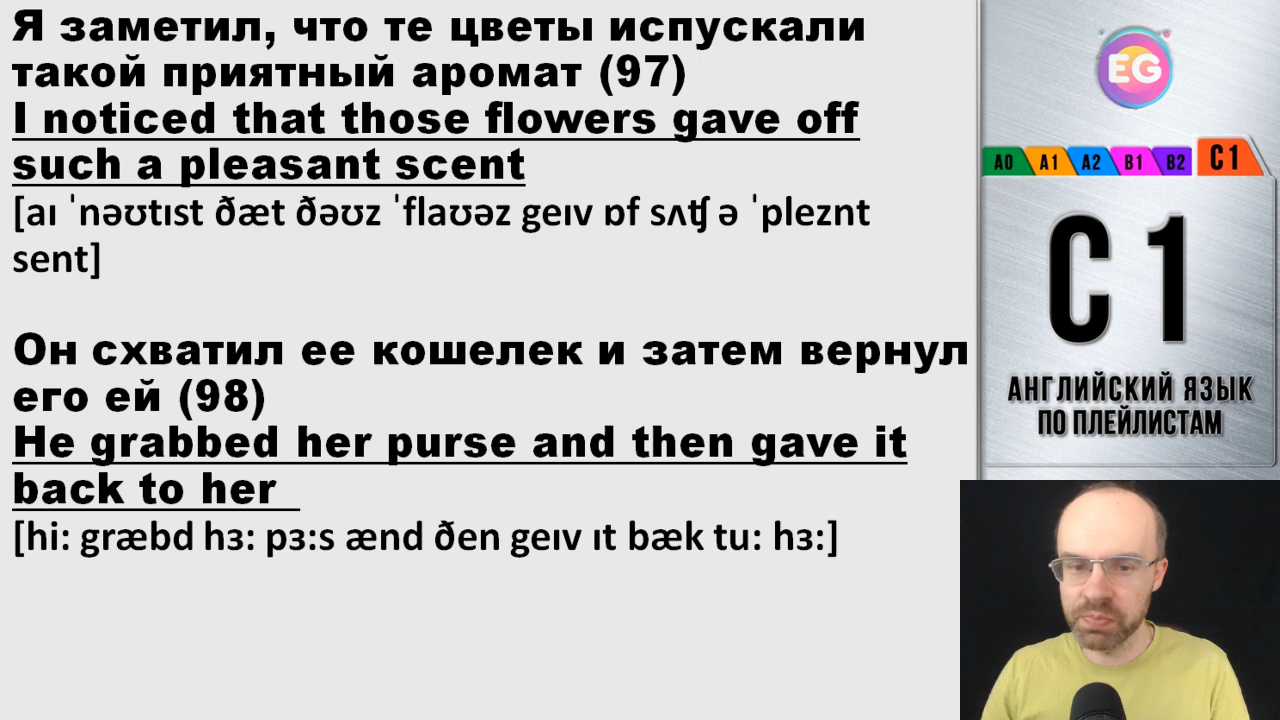 Я заметил, что те цветы испускали
такой приятный аромат (97)
I noticed that those flowers gave off
such a pleasant scent
[aɪ ˈnəʊtɪst ðæt ðəʊz ˈflaʊəz geɪv ɒf sʌʧ ə ˈpleznt
sent]
Он схватил ее кошелек и затем вернул
его ей (98)
He grabbed her purse and then gave it
back to her
[hi: græbd hɜ: pɜ:s ænd ðen geɪv ɪt bæk tu: hɜ:]
EG
A0 A1 A2 B1 B2 C1
C1
АНГЛИЙСКИЙ ЯЗЫК
ПО ПЛЕЙЛИСТАМ